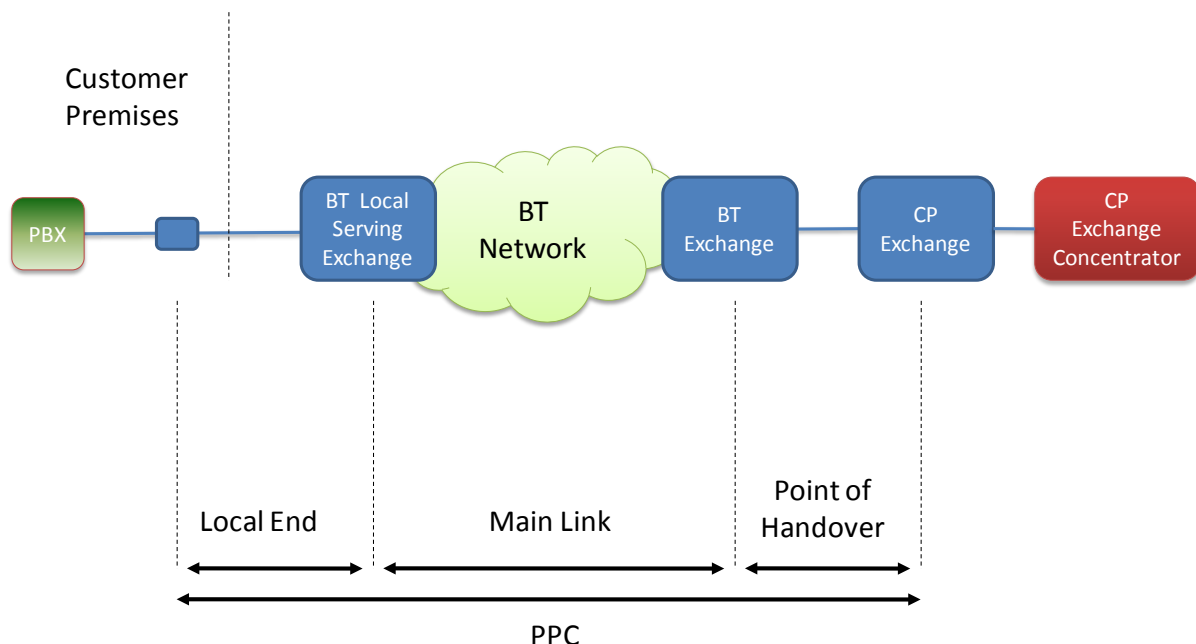 Customer
Premises
PBX
BT Local
Serving
Exchange
BT
Network
BT
Exchange
CP
Exchange
CP
Exchange
Concentrator
Local End
Main Link
Point of
Handover
PPC